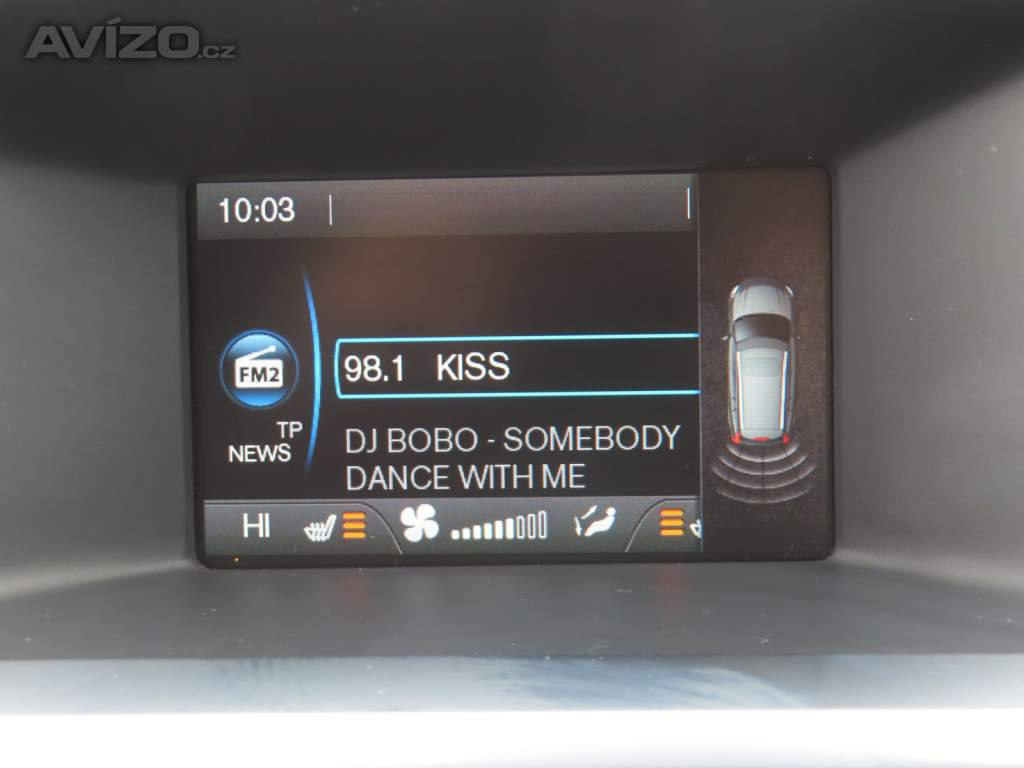 AVÍZO.cz
10:03
98.1 KISS
FM2
TP
NEWS
DJ BOBO - SOMEBODY
DANCE WITH ME
HI